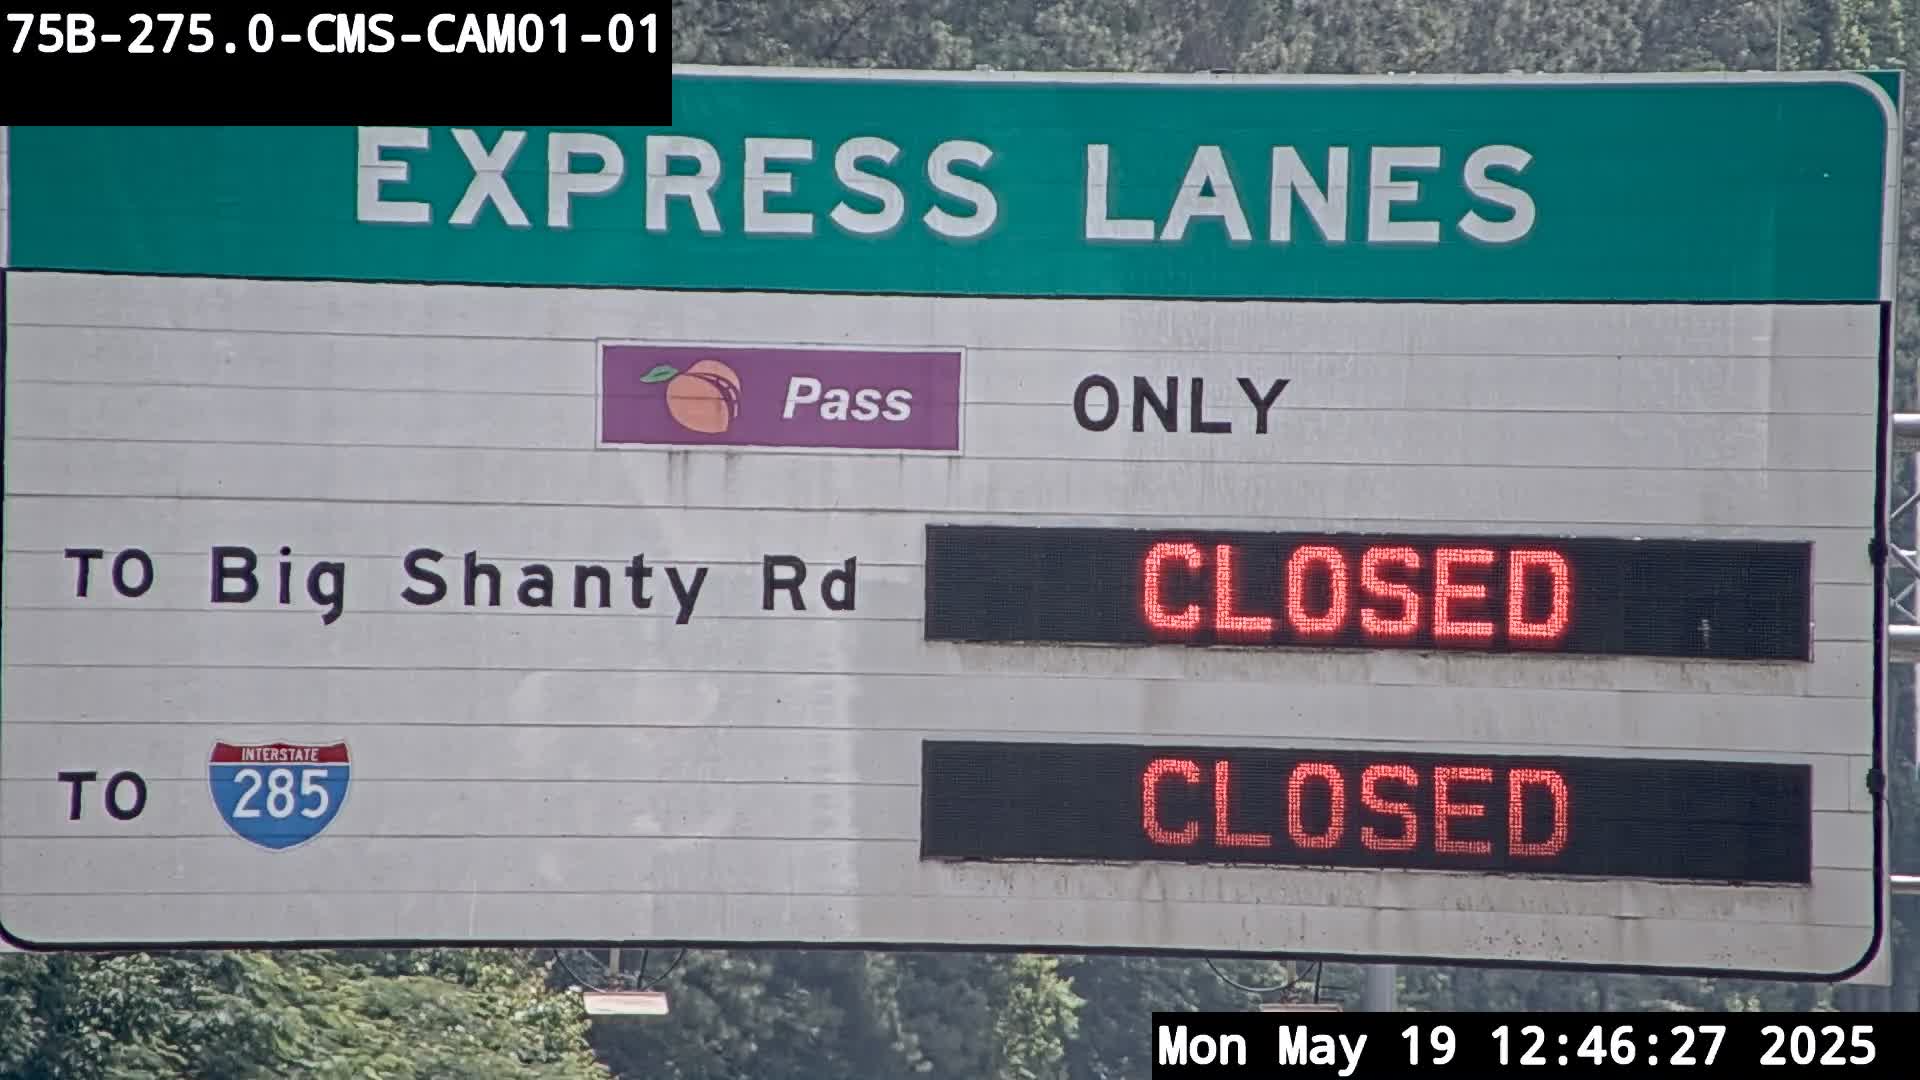 75B-275.0-CMS-CAM01-01
EXPRESS LANES
Pass ONLY
TO Big Shanty Rd CLOSED
INTERSTATE
TO 285 CLOSED
Mon May 19 12:46:27 2025